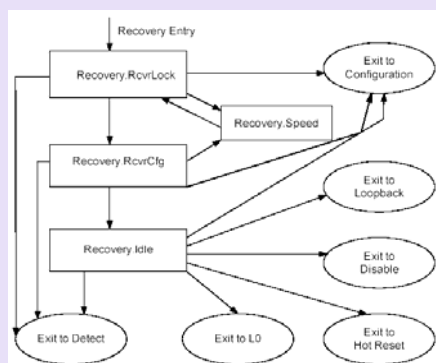 Recovery Entry
Recovery.RcvrLock
Exit to
Configuration
Recovery.Speed
Recovery.RcvrCfg
Exit to
Loopback
Recovery.Idle
Exit to
Disable
Exit to Detect
Exit to L0
Exit to
Hot Reset